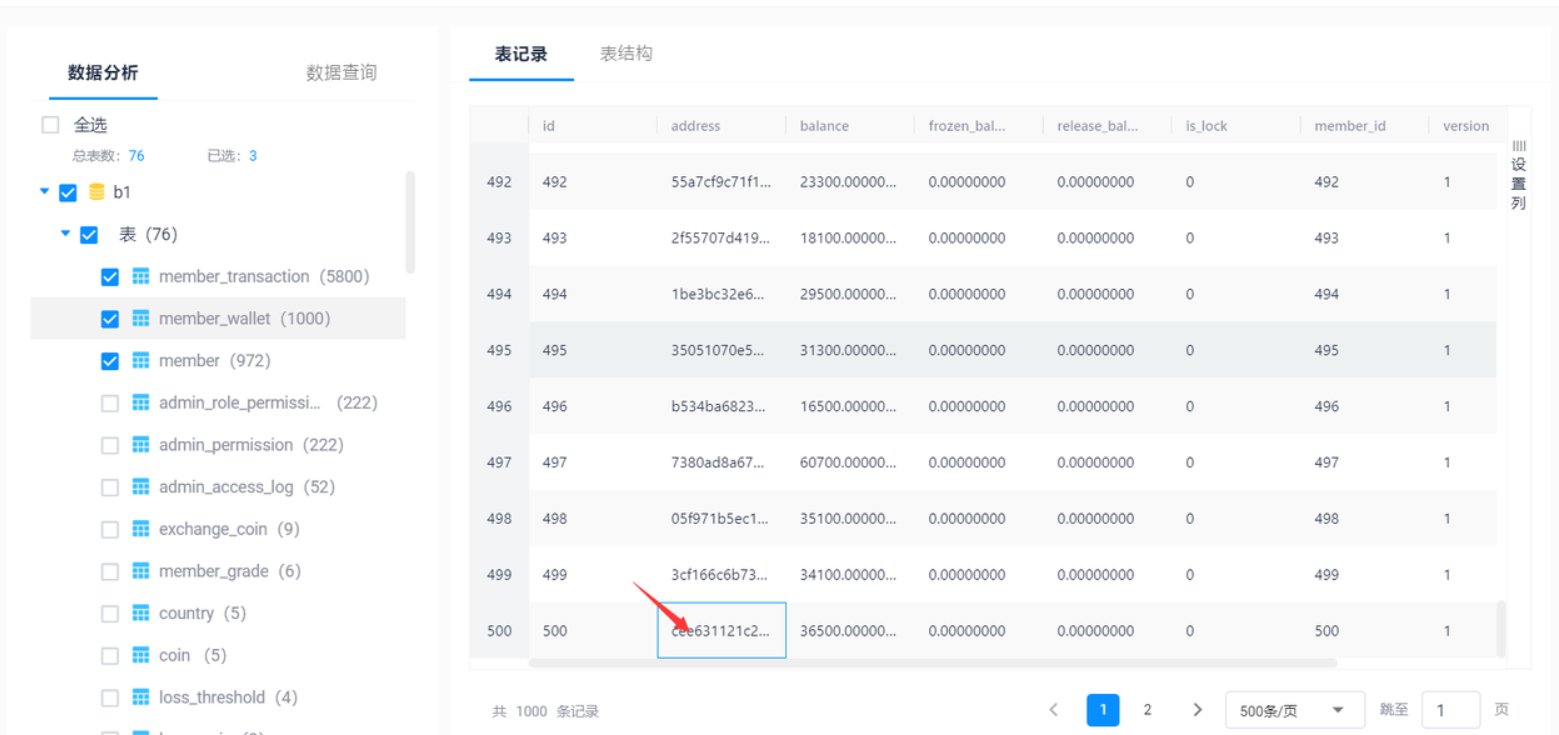 数据分析 数据查询
全选
总表数：76 已选：3
b1
表 (76)
member_transaction (5800)
member_wallet (1000)
member (972)
admin_role_permissi... (222)
admin_permission (222)
admin_access_log (52)
exchange_coin (9)
member_grade (6)
country (5)
coin (5)
loss_threshold (4)
表记录 表结构
id address balance frozen_bal... release_bal... is_lock member_id version
492 492 55a7cf9c71f1... 23300.00000... 0.00000000 0.00000000 0 492 1
493 493 2f55707d419... 18100.00000... 0.00000000 0.00000000 0 493 1
494 494 1be3bc32e6... 29500.00000... 0.00000000 0.00000000 0 494 1
495 495 35051070e5... 31300.00000... 0.00000000 0.00000000 0 495 1
496 496 b534ba6823... 16500.00000... 0.00000000 0.00000000 0 496 1
497 497 7380ad8a67... 60700.00000... 0.00000000 0.00000000 0 497 1
498 498 05f971b5ec1... 35100.00000... 0.00000000 0.00000000 0 498 1
499 499 3cf166c6b73... 34100.00000... 0.00000000 0.00000000 0 499 1
500 500 cee631121c2... 36500.00000... 0.00000000 0.00000000 0 500 1
设置列
共 1000 条记录 1 2 500条/页 跳至 1 页